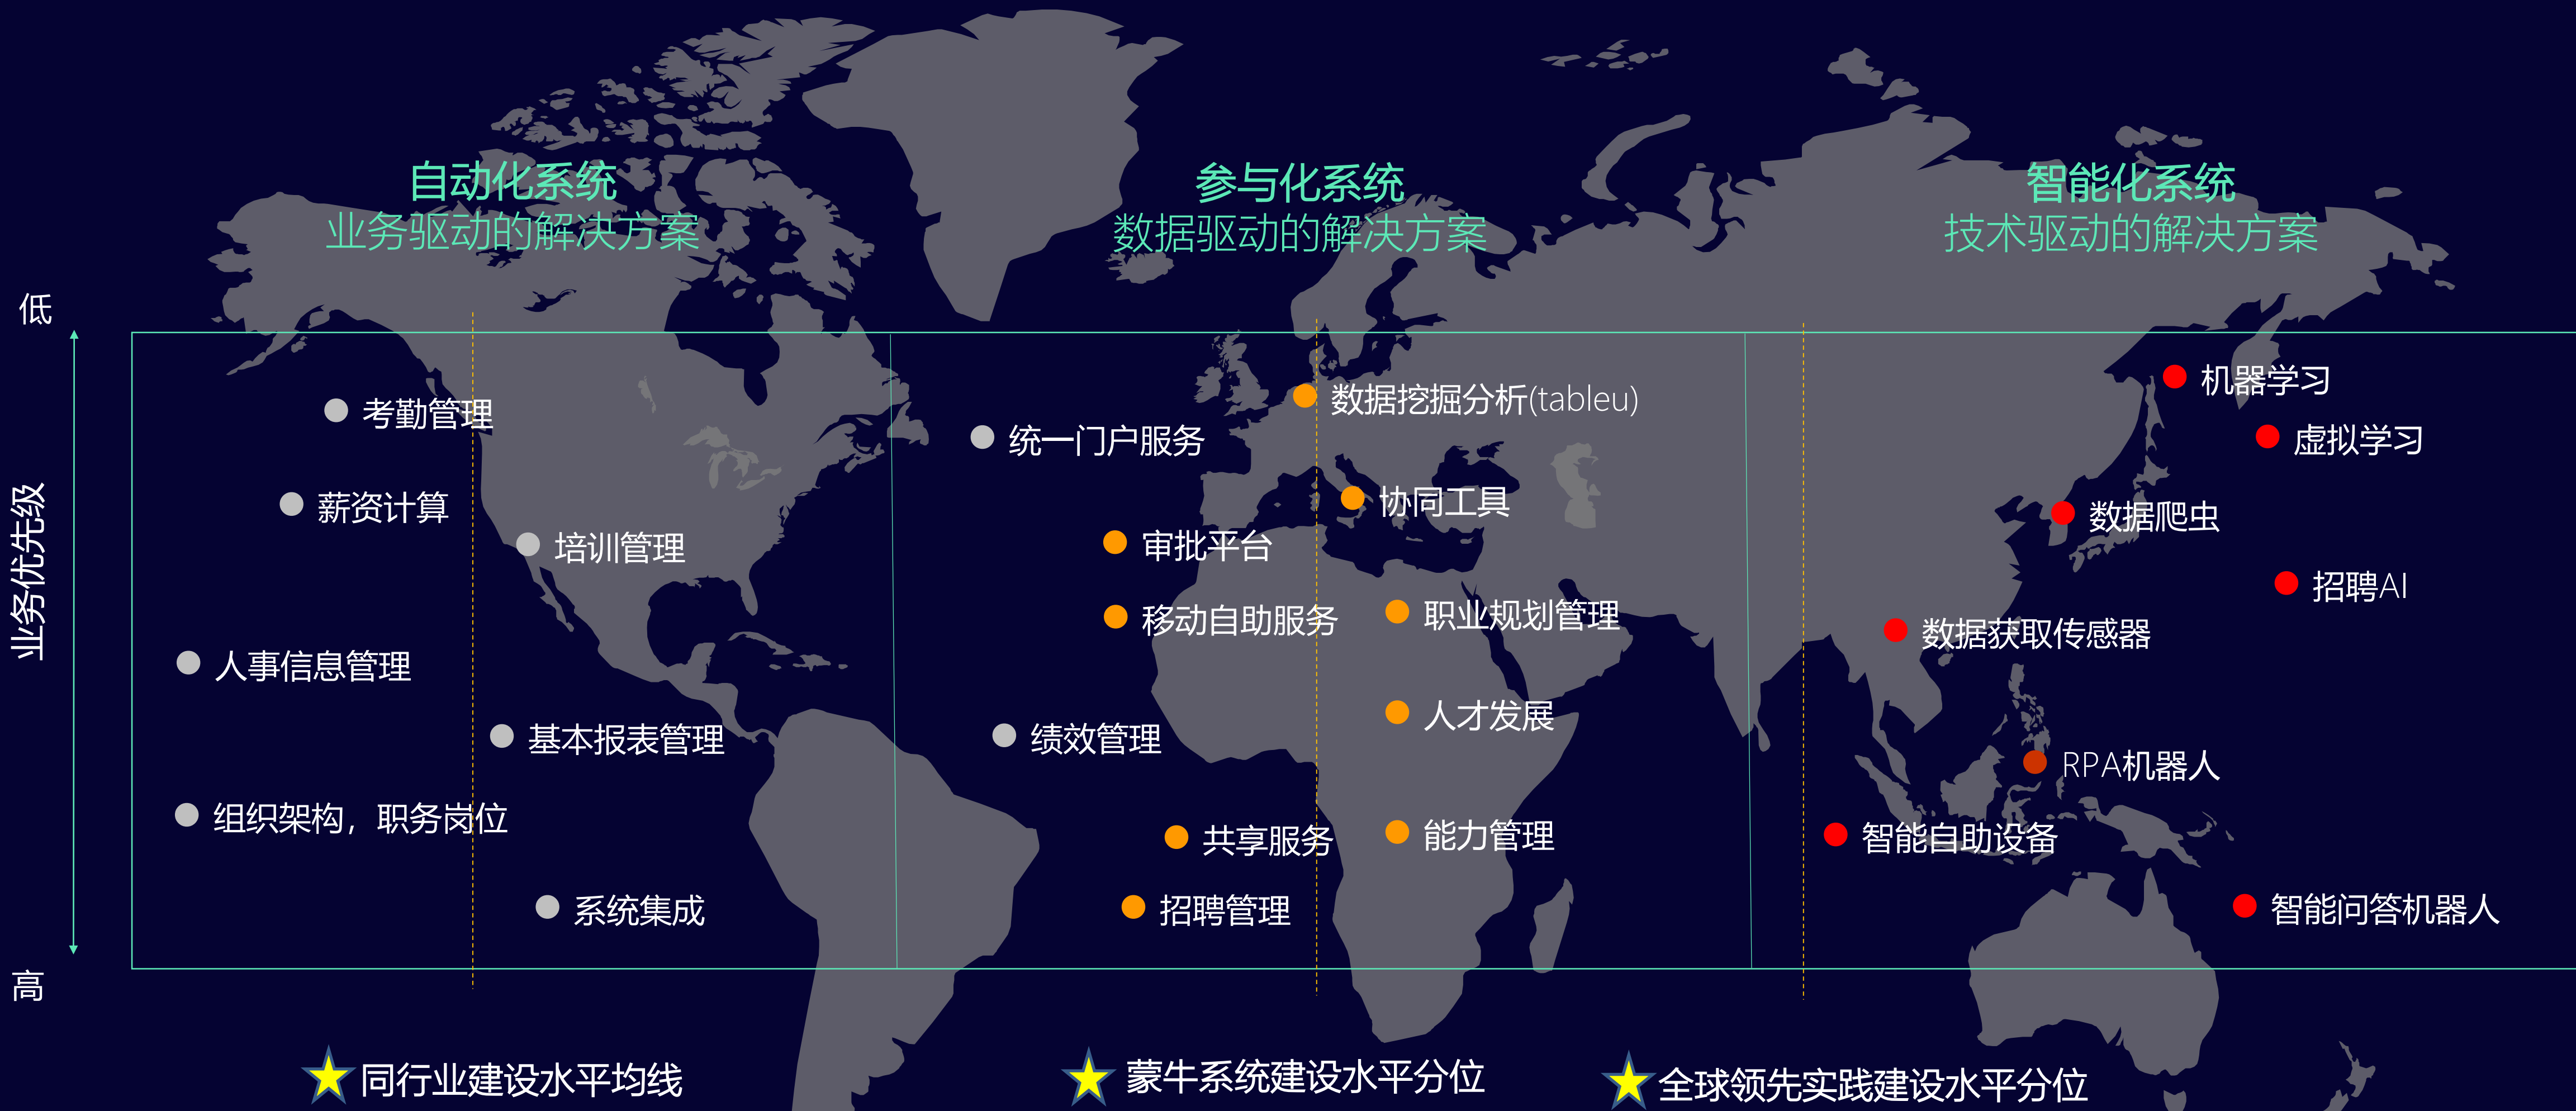 自动化系统
业务驱动的解决方案
参与化系统
数据驱动的解决方案
智能化系统
技术驱动的解决方案
低
业务优先级
高
考勤管理
薪资计算
培训管理
人事信息管理
基本报表管理
组织架构，职务岗位
系统集成
统一门户服务
数据挖掘分析(tableu)
协同工具
审批平台
移动自助服务
职业规划管理
人才发展
绩效管理
共享服务
能力管理
招聘管理
机器学习
虚拟学习
数据爬虫
招聘AI
数据获取传感器
RPA机器人
智能自助设备
智能问答机器人
同行业建设水平均线
蒙牛系统建设水平分位
全球领先实践建设水平分位